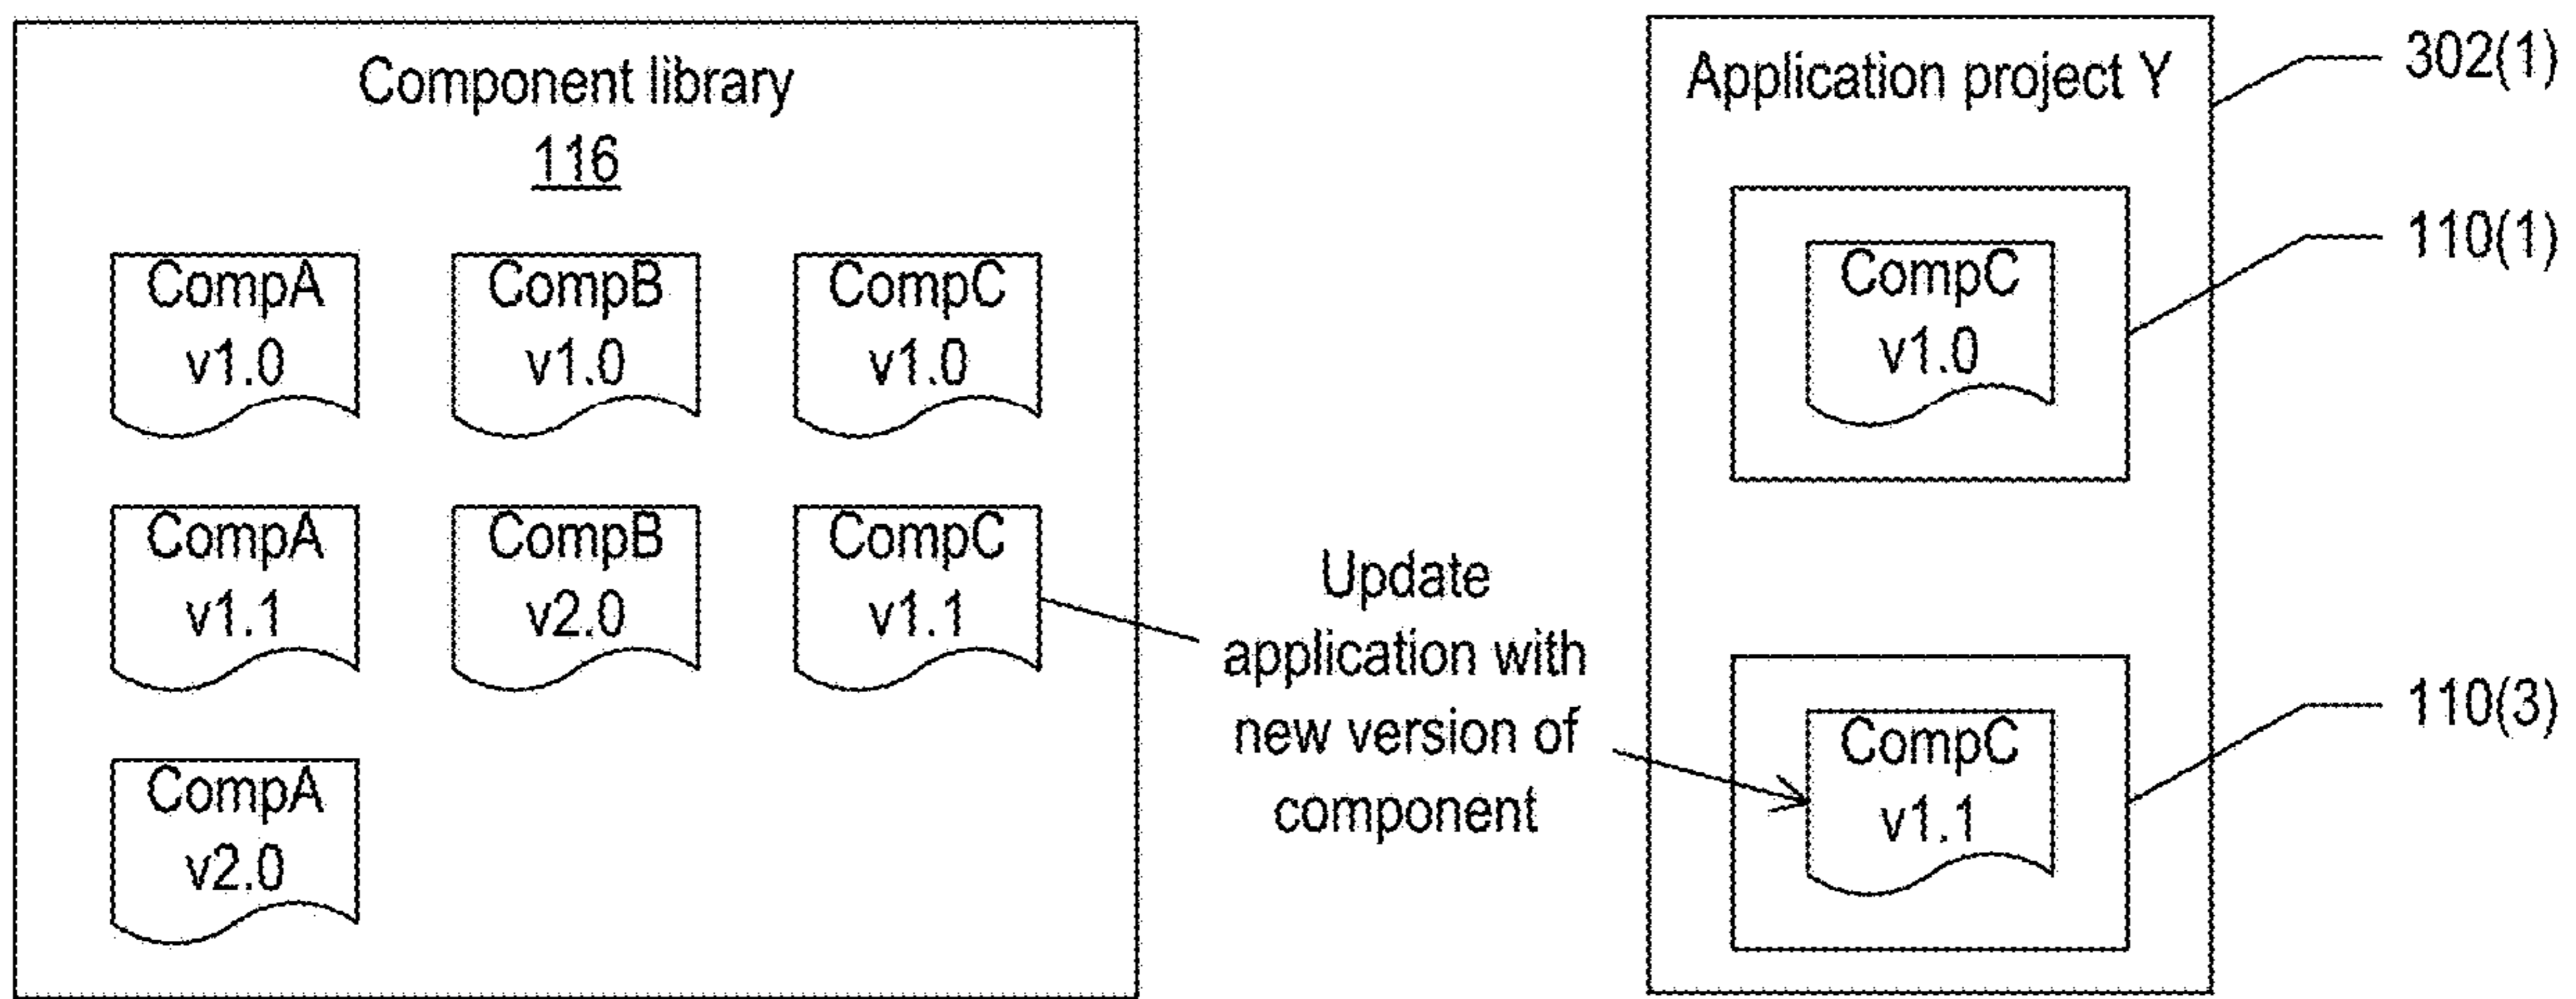 Component library
116
CompA
v1.0
CompB
v1.0
CompC
v1.0
CompA
v1.1
CompB
v2.0
CompC
v1.1
CompA
v2.0
Update
application with
new version of
component
Application project Y
CompC
v1.0
CompC
v1.1
302(1)
110(1)
110(3)